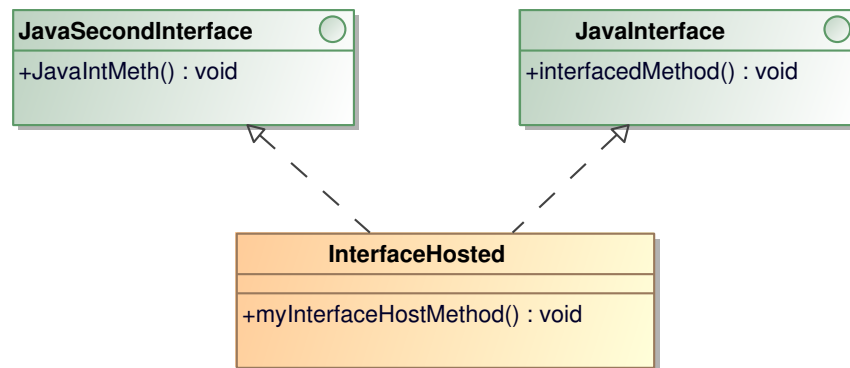 JavaSecondInterface
+JavaIntMeth() : void
JavaInterface
+interfacedMethod() : void
InterfaceHosted
+myInterfaceHostMethod() : void